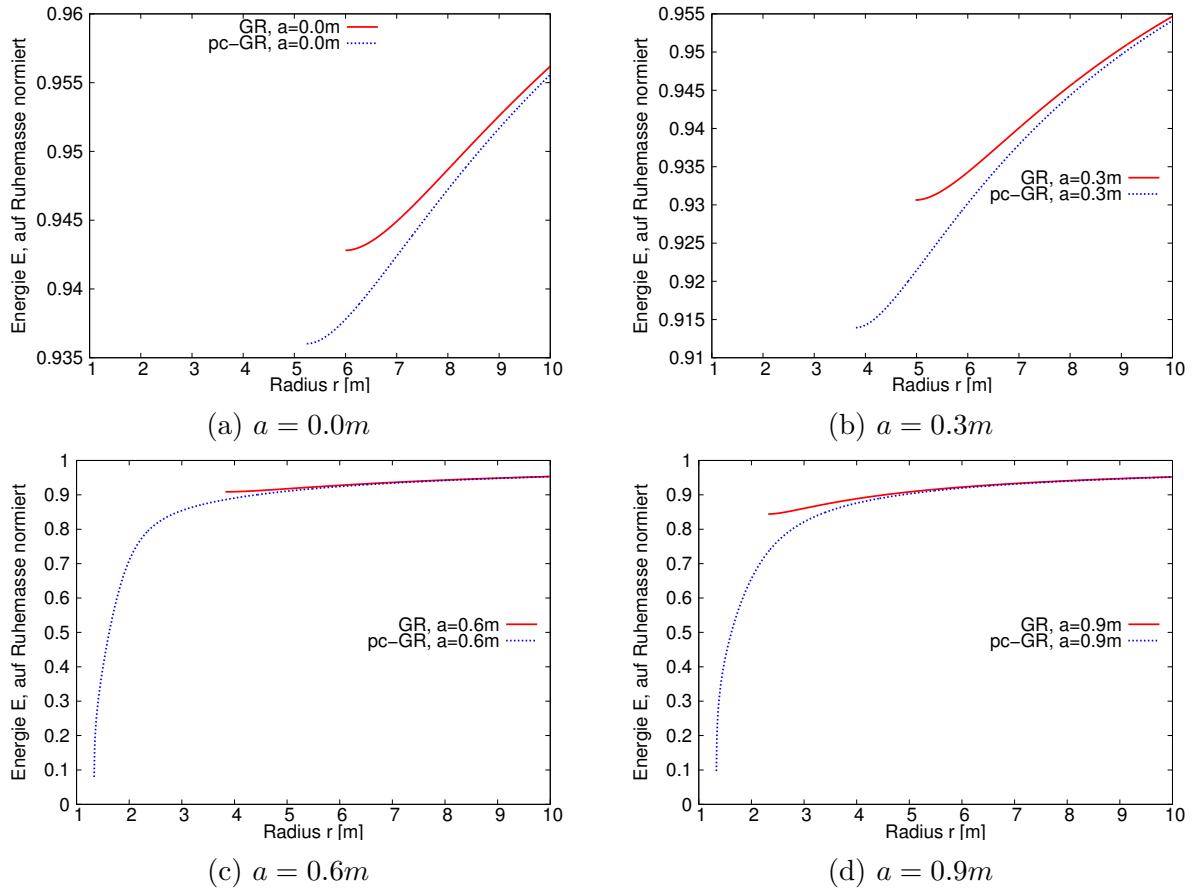 Energie E, auf Ruhemasse normiert
0.96
0.955
0.95
0.945
0.94
0.935
GR, a=0.0m
pc-GR, a=0.0m
1 2 3 4 5 6 7 8 9 10
Radius r [m]
(a) a = 0.0m
Energie E, auf Ruhemasse normiert
0.955
0.95
0.945
0.94
0.935
0.93
0.925
0.92
0.915
0.91
GR, a=0.3m
pc-GR, a=0.3m
1 2 3 4 5 6 7 8 9 10
Radius r [m]
(b) a = 0.3m
Energie E, auf Ruhemasse normiert
1
0.9
0.8
0.7
0.6
0.5
0.4
0.3
0.2
0.1
0
GR, a=0.6m
pc-GR, a=0.6m
1 2 3 4 5 6 7 8 9 10
Radius r [m]
(c) a = 0.6m
Energie E, auf Ruhemasse normiert
1
0.9
0.8
0.7
0.6
0.5
0.4
0.3
0.2
0.1
0
GR, a=0.9m
pc-GR, a=0.9m
1 2 3 4 5 6 7 8 9 10
Radius r [m]
(d) a = 0.9m